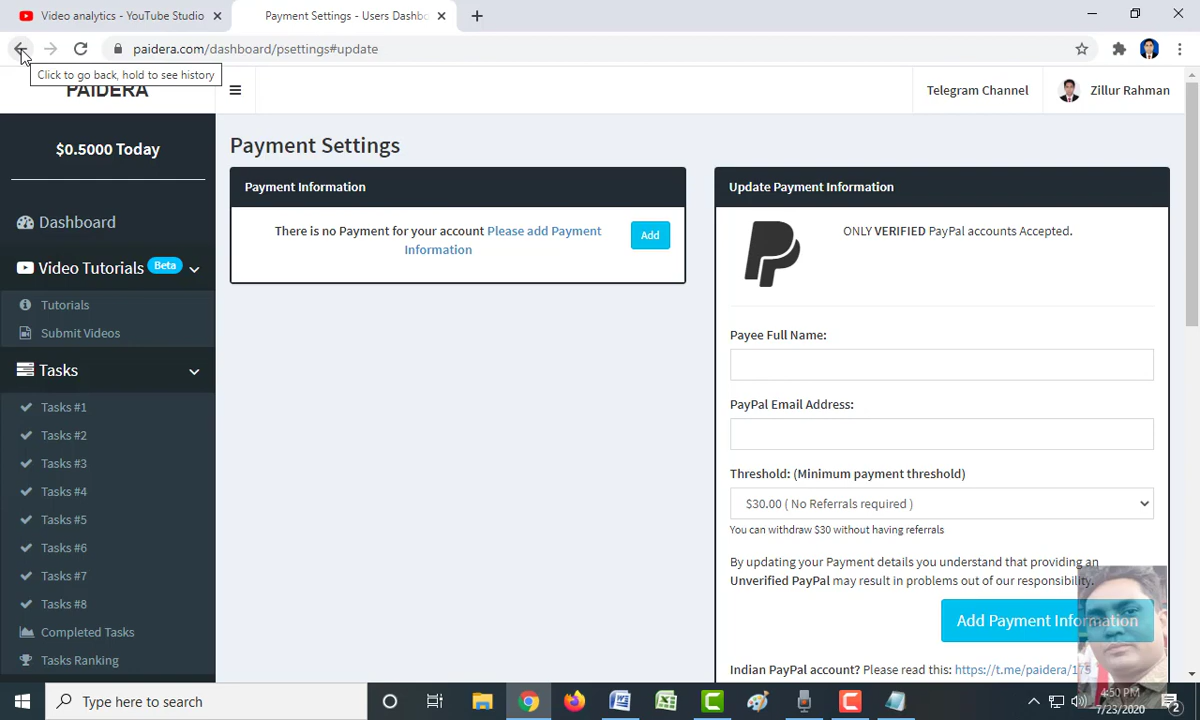 Video analytics - YouTube Studio
Payment Settings - Users Dashbo
paidera.com/dashboard/psettings#update
Click to go back, hold to see history
PAIDERA
Telegram Channel
Zillur Rahman
$0.5000 Today
Dashboard
Video Tutorials Beta
Tutorials
Submit Videos
Tasks
Tasks #1
Tasks #2
Tasks #3
Tasks #4
Tasks #5
Tasks #6
Tasks #7
Tasks #8
Completed Tasks
Tasks Ranking
Payment Settings
Payment Information
There is no Payment for your account Please add Payment
Information
Add
Update Payment Information
ONLY VERIFIED PayPal accounts Accepted.
Payee Full Name:
PayPal Email Address:
Threshold: (Minimum payment threshold)
$30.00 ( No Referrals required )
You can withdraw $30 without having referrals
By updating your Payment details you understand that providing an
Unverified PayPal may result in problems out of our responsibility.
Add Payment Information
Indian PayPal account? Please read this: https://t.me/paidera/175
Type here to search
4:50 PM
7/23/2020
2